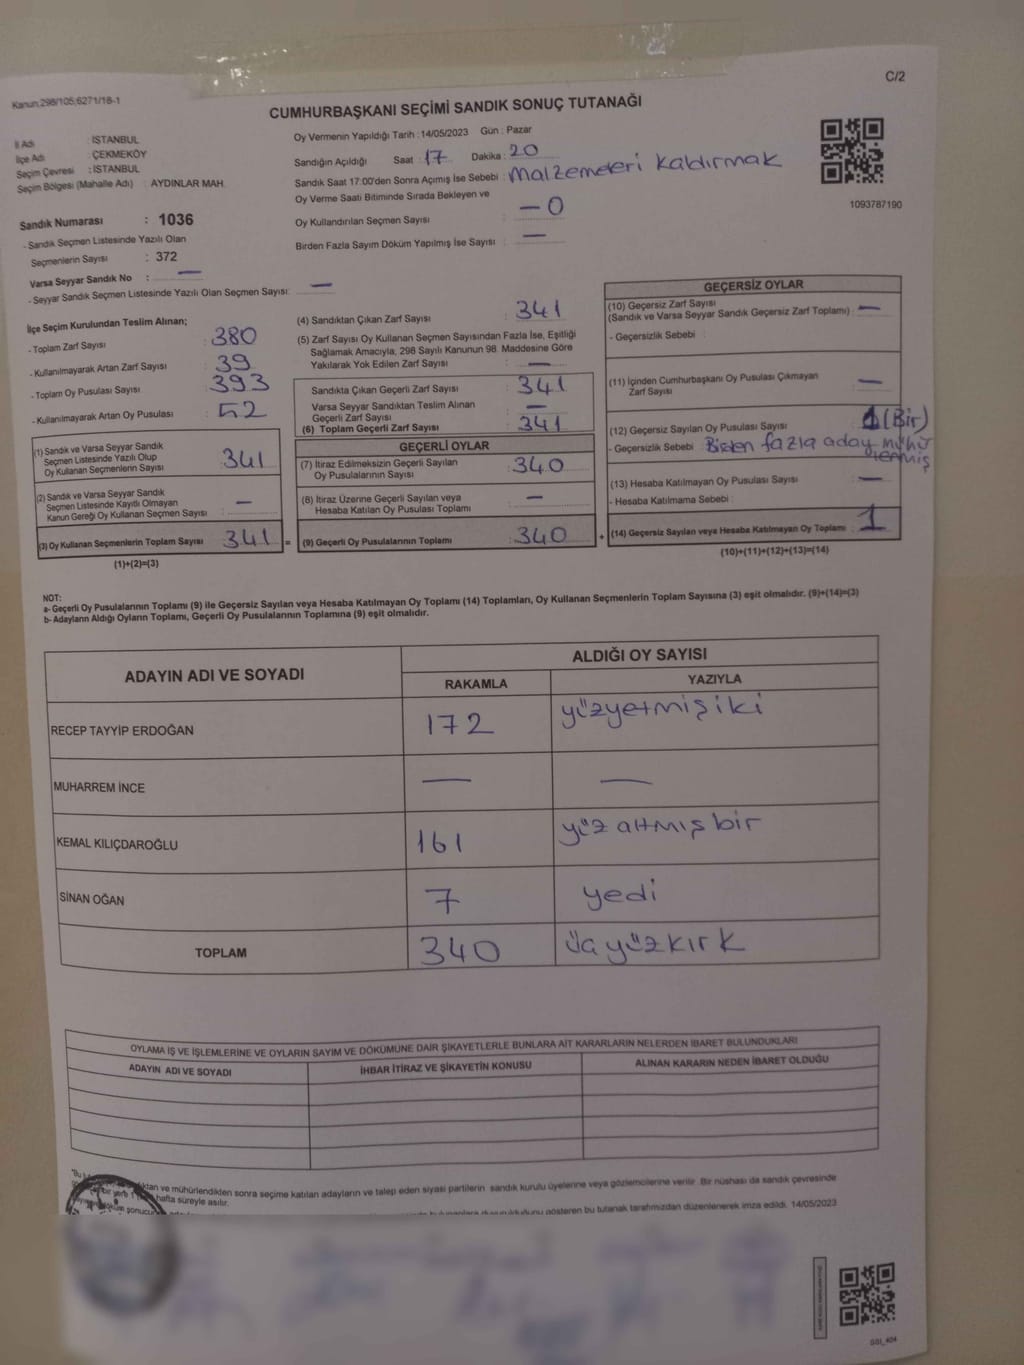 C/2
Kanun:298/105;6271/18-1
CUMHURBAŞKANI SEÇİMİ SANDIK SONUÇ TUTANAĞI
İl Adı : İSTANBUL
İlçe Adı : ÇEKMEKÖY
Seçim Çevresi : İSTANBUL
Seçim Bölgesi (Mahalle Adı) : AYDINLAR MAH.
Sandık Numarası : 1036
- Sandık Seçmen Listesinde Yazılı Olan
Seçmenlerin Sayısı : 372
Varsa Seyyar Sandık No : —
- Seyyar Sandık Seçmen Listesinde Yazılı Olan Seçmen Sayısı: —
Oy Vermenin Yapıldığı Tarih : 14/05/2023 Gün : Pazar
Sandığın Açıldığı Saat : 17 Dakika : 20
Sandık Saat 17:00'den Sonra Açımış İse Sebebi : Malzemeleri kaldırmak
Oy Verme Saati Bitiminde Sırada Bekleyen ve
Oy Kullandırılan Seçmen Sayısı : — 0
Birden Fazla Sayım Döküm Yapılmış İse Sayısı : —
1093787190
İlçe Seçim Kurulundan Teslim Alınan;
- Toplam Zarf Sayısı : 380
- Kullanılmayarak Artan Zarf Sayısı : 39
- Toplam Oy Pusulası Sayısı : 393
- Kullanılmayarak Artan Oy Pusulası : 52
(1) Sandık ve Varsa Seyyar Sandık
Seçmen Listesinde Yazılı Olup
Oy Kullanan Seçmenlerin Sayısı : 341
(2) Sandık ve Varsa Seyyar Sandık
Seçmen Listesinde Kayıtlı Olmayan
Kanun Gereği Oy Kullanan Seçmen Sayısı : —
(3) Oy Kullanan Seçmenlerin Toplam Sayısı : 341 =
(1)+(2)=(3)
(4) Sandıktan Çıkan Zarf Sayısı : 341
(5) Zarf Sayısı Oy Kullanan Seçmen Sayısından Fazla İse, Eşitliği
Sağlamak Amacıyla, 298 Sayılı Kanunun 98. Maddesine Göre
Yakılarak Yok Edilen Zarf Sayısı : —
Sandıkta Çıkan Geçerli Zarf Sayısı : 341
Varsa Seyyar Sandıktan Teslim Alınan
Geçerli Zarf Sayısı : —
(6) Toplam Geçerli Zarf Sayısı : 341
GEÇERLİ OYLAR
(7) İtiraz Edilmeksizin Geçerli Sayılan
Oy Pusulalarının Sayısı : 340
(8) İtiraz Üzerine Geçerli Sayılan veya
Hesaba Katılan Oy Pusulası Toplamı : —
(9) Geçerli Oy Pusulalarının Toplamı : 340 +
GEÇERSİZ OYLAR
(10) Geçersiz Zarf Sayısı
(Sandık ve Varsa Seyyar Sandık Geçersiz Zarf Toplamı) : —
- Geçersizlik Sebebi :
(11) İçinden Cumhurbaşkanı Oy Pusulası Çıkmayan
Zarf Sayısı : —
(12) Geçersiz Sayılan Oy Pusulası Sayısı : 1 (Bir)
- Geçersizlik Sebebi : Birden fazla aday mühür
lenmiş
(13) Hesaba Katılmayan Oy Pusulası Sayısı : —
- Hesaba Katılmama Sebebi :
(14) Geçersiz Sayılan veya Hesaba Katılmayan Oy Toplamı : 1
(10)+(11)+(12)+(13)=(14)
NOT:
a- Geçerli Oy Pusulalarının Toplamı (9) ile Geçersiz Sayılan veya Hesaba Katılmayan Oy Toplamı (14) Toplamları, Oy Kullanan Seçmenlerin Toplam Sayısına (3) eşit olmalıdır. (9)+(14)=(3)
b- Adayların Aldığı Oyların Toplamı, Geçerli Oy Pusulalarının Toplamına (9) eşit olmalıdır.
ADAYIN ADI VE SOYADI
ALDIĞI OY SAYISI
RAKAMLA YAZIYLA
RECEP TAYYİP ERDOĞAN 172 yüzyetmişiki
MUHARREM İNCE — —
KEMAL KILIÇDAROĞLU 161 yüz altmış bir
SİNAN OĞAN 7 yedi
TOPLAM 340 üçyüzkırk
OYLAMA İŞ VE İŞLEMLERİNE VE OYLARIN SAYIM VE DÖKÜMÜNE DAİR ŞİKAYETLERLE BUNLARA AİT KARARLARIN NELERDEN İBARET BULUNDUKLARI
ADAYIN ADI VE SOYADI İHBAR İTİRAZ VE ŞİKAYETİN KONUSU ALINAN KARARIN NEDEN İBARET OLDUĞU
ve mühürlendikten sonra seçime katılan adayların ve talep eden siyasi partilerin sandık kurulu üyelerine veya gözlemcilerine verilir. Bir nüshası da sandık çevresinde
hafta süreyle asılır.
gösteren bu tutanak tarafımızdan düzenlenerek imza edildi. 14/05/2023